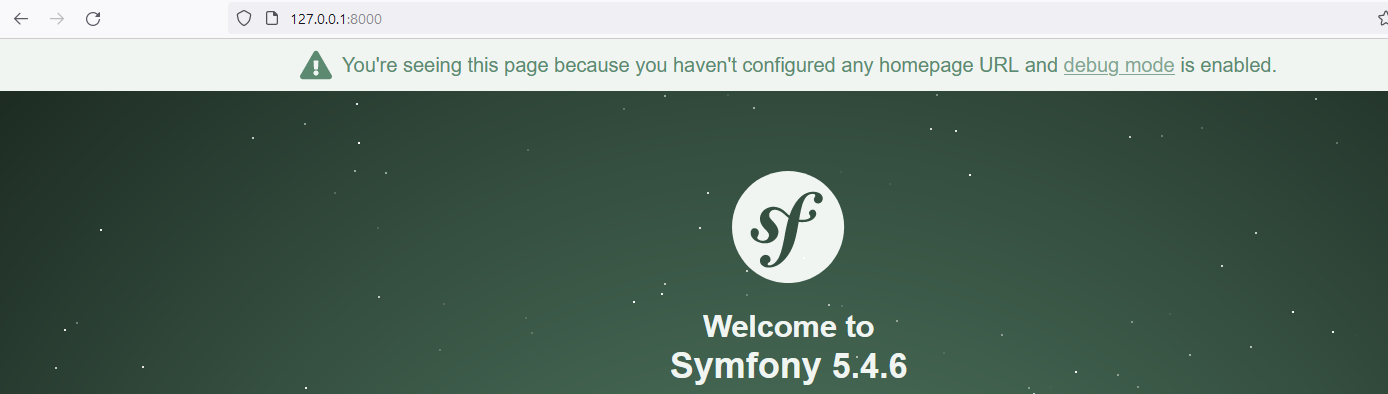 127.0.0.1:8000
You're seeing this page because you haven't configured any homepage URL and debug mode is enabled.
sf
Welcome to
Symfony 5.4.6